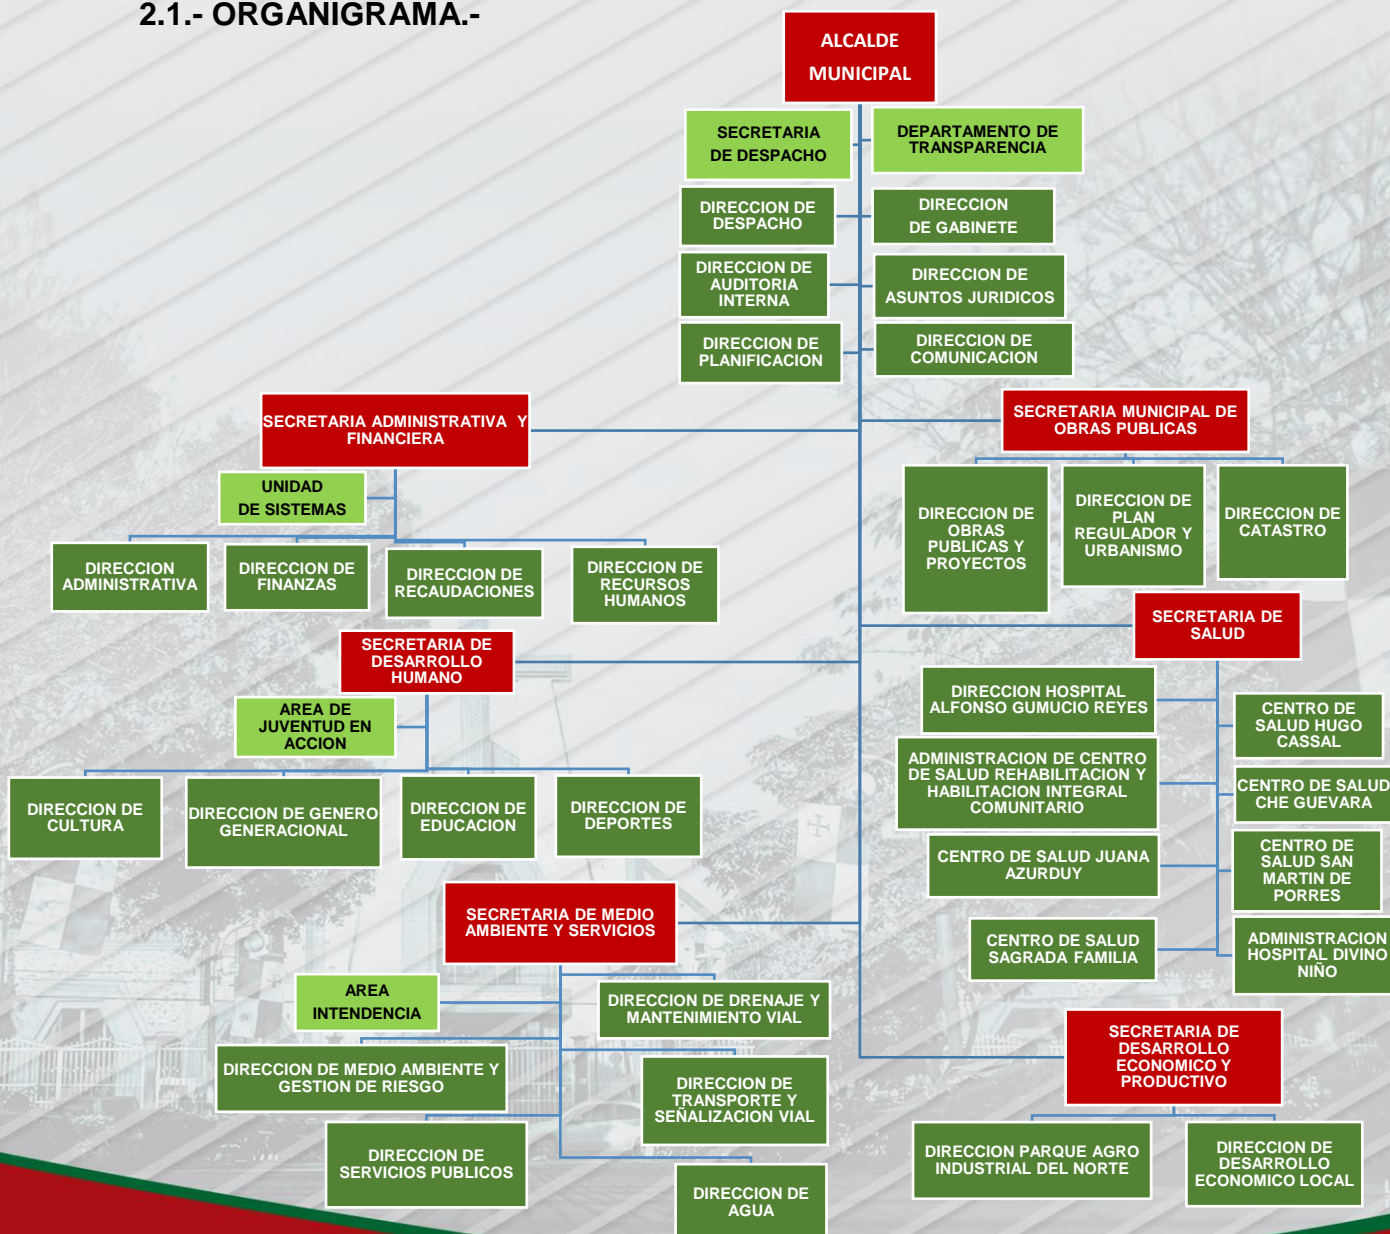 2.1.- ORGANIGRAMA.-
ALCALDE
MUNICIPAL
SECRETARIA
DE DESPACHO
DEPARTAMENTO DE
TRANSPARENCIA
DIRECCION DE
DESPACHO
DIRECCION
DE GABINETE
DIRECCION DE
AUDITORIA
INTERNA
DIRECCION DE
ASUNTOS JURIDICOS
DIRECCION DE
PLANIFICACION
DIRECCION DE
COMUNICACION
SECRETARIA ADMINISTRATIVA Y
FINANCIERA
UNIDAD
DE SISTEMAS
DIRECCION
ADMINISTRATIVA
DIRECCION DE
FINANZAS
DIRECCION DE
RECAUDACIONES
DIRECCION DE
RECURSOS
HUMANOS
SECRETARIA MUNICIPAL DE
OBRAS PUBLICAS
DIRECCION DE
OBRAS
PUBLICAS Y
PROYECTOS
DIRECCION DE
PLAN
REGULADOR Y
URBANISMO
DIRECCION DE
CATASTRO
SECRETARIA DE
DESARROLLO
HUMANO
AREA DE
JUVENTUD EN
ACCION
DIRECCION DE
CULTURA
DIRECCION DE GENERO
GENERACIONAL
DIRECCION DE
EDUCACION
DIRECCION DE
DEPORTES
SECRETARIA DE
SALUD
DIRECCION HOSPITAL
ALFONSO GUMUCIO REYES
CENTRO DE
SALUD HUGO
CASSAL
ADMINISTRACION DE CENTRO
DE SALUD REHABILITACION Y
HABILITACION INTEGRAL
COMUNITARIO
CENTRO DE SALUD
CHE GUEVARA
CENTRO DE SALUD JUANA
AZURDUY
CENTRO DE
SALUD SAN
MARTIN DE
PORRES
CENTRO DE SALUD
SAGRADA FAMILIA
ADMINISTRACION
HOSPITAL DIVINO
NIÑO
SECRETARIA DE MEDIO
AMBIENTE Y SERVICIOS
AREA
INTENDENCIA
DIRECCION DE DRENAJE Y
MANTENIMIENTO VIAL
DIRECCION DE MEDIO AMBIENTE Y
GESTION DE RIESGO
DIRECCION DE
TRANSPORTE Y
SEÑALIZACION VIAL
DIRECCION DE
SERVICIOS PUBLICOS
DIRECCION DE
AGUA
SECRETARIA DE
DESARROLLO
ECONOMICO Y
PRODUCTIVO
DIRECCION PARQUE AGRO
INDUSTRIAL DEL NORTE
DIRECCION DE
DESARROLLO
ECONOMICO LOCAL